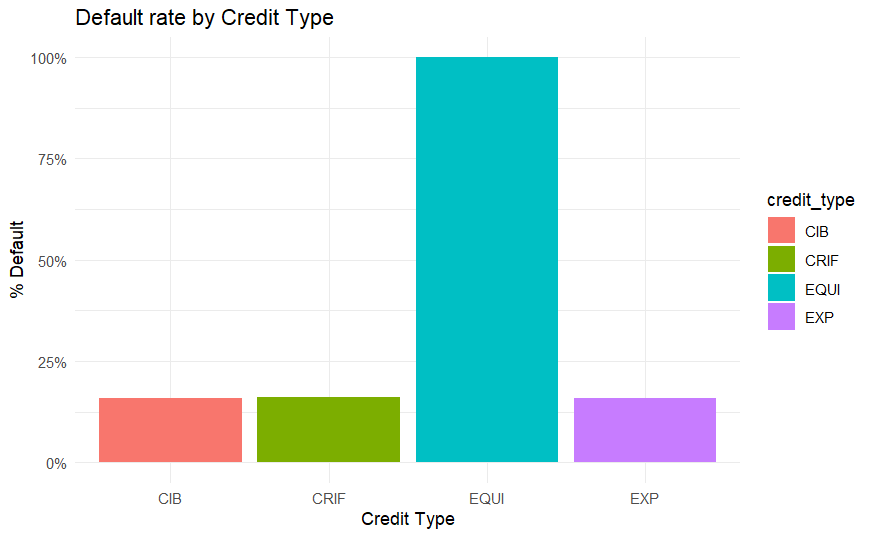 Default rate by Credit Type
100%
75%
50%
25%
0%
% Default
CIB
CRIF
EQUI
EXP
Credit Type
credit_type
CIB
CRIF
EQUI
EXP